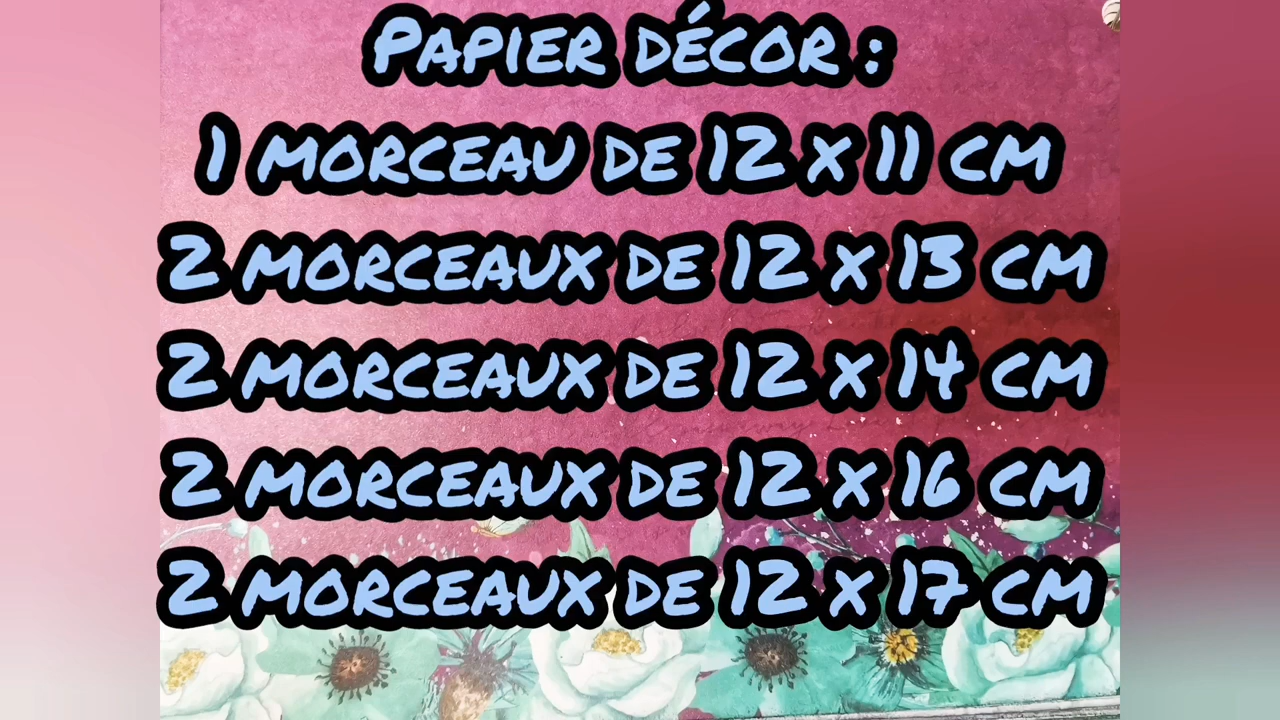 Papier décor :
1 morceau de 12 x 11 cm
2 morceaux de 12 x 13 cm
2 morceaux de 12 x 14 cm
2 morceaux de 12 x 16 cm
2 morceaux de 12 x 17 cm